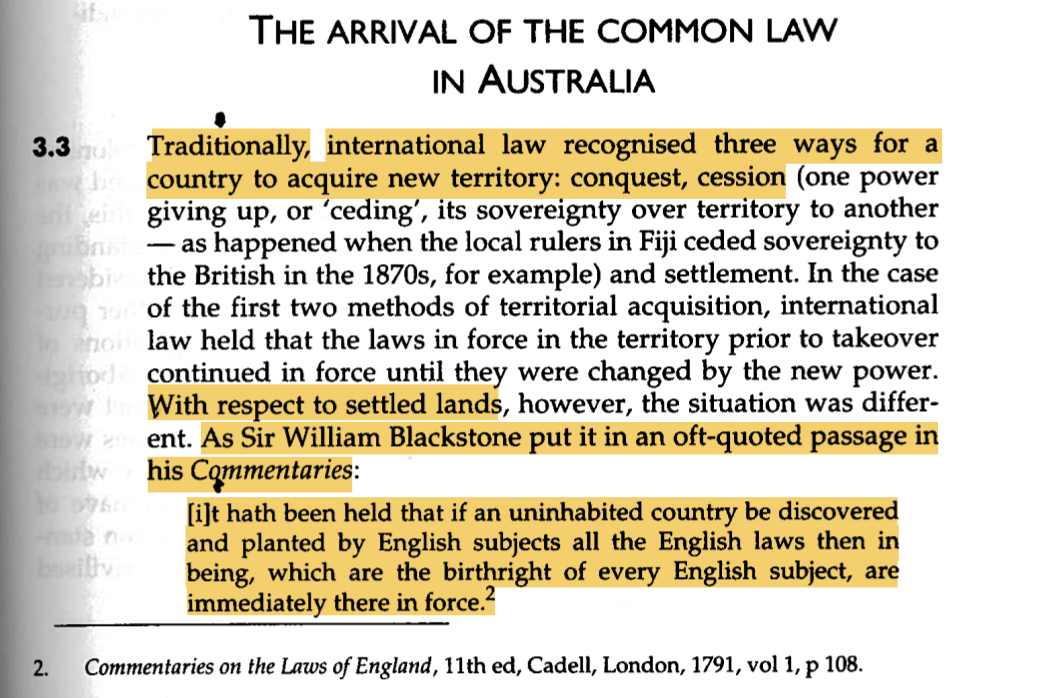 THE ARRIVAL OF THE COMMON LAW
IN AUSTRALIA
3.3 Traditionally, international law recognised three ways for a
country to acquire new territory: conquest, cession (one power
giving up, or ‘ceding’, its sovereignty over territory to another
— as happened when the local rulers in Fiji ceded sovereignty to
the British in the 1870s, for example) and settlement. In the case
of the first two methods of territorial acquisition, international
law held that the laws in force in the territory prior to takeover
continued in force until they were changed by the new power.
With respect to settled lands, however, the situation was differ-
ent. As Sir William Blackstone put it in an oft-quoted passage in
his Commentaries:
[i]t hath been held that if an uninhabited country be discovered
and planted by English subjects all the English laws then in
being, which are the birthright of every English subject, are
immediately there in force.2
2. Commentaries on the Laws of England, 11th ed, Cadell, London, 1791, vol 1, p 108.